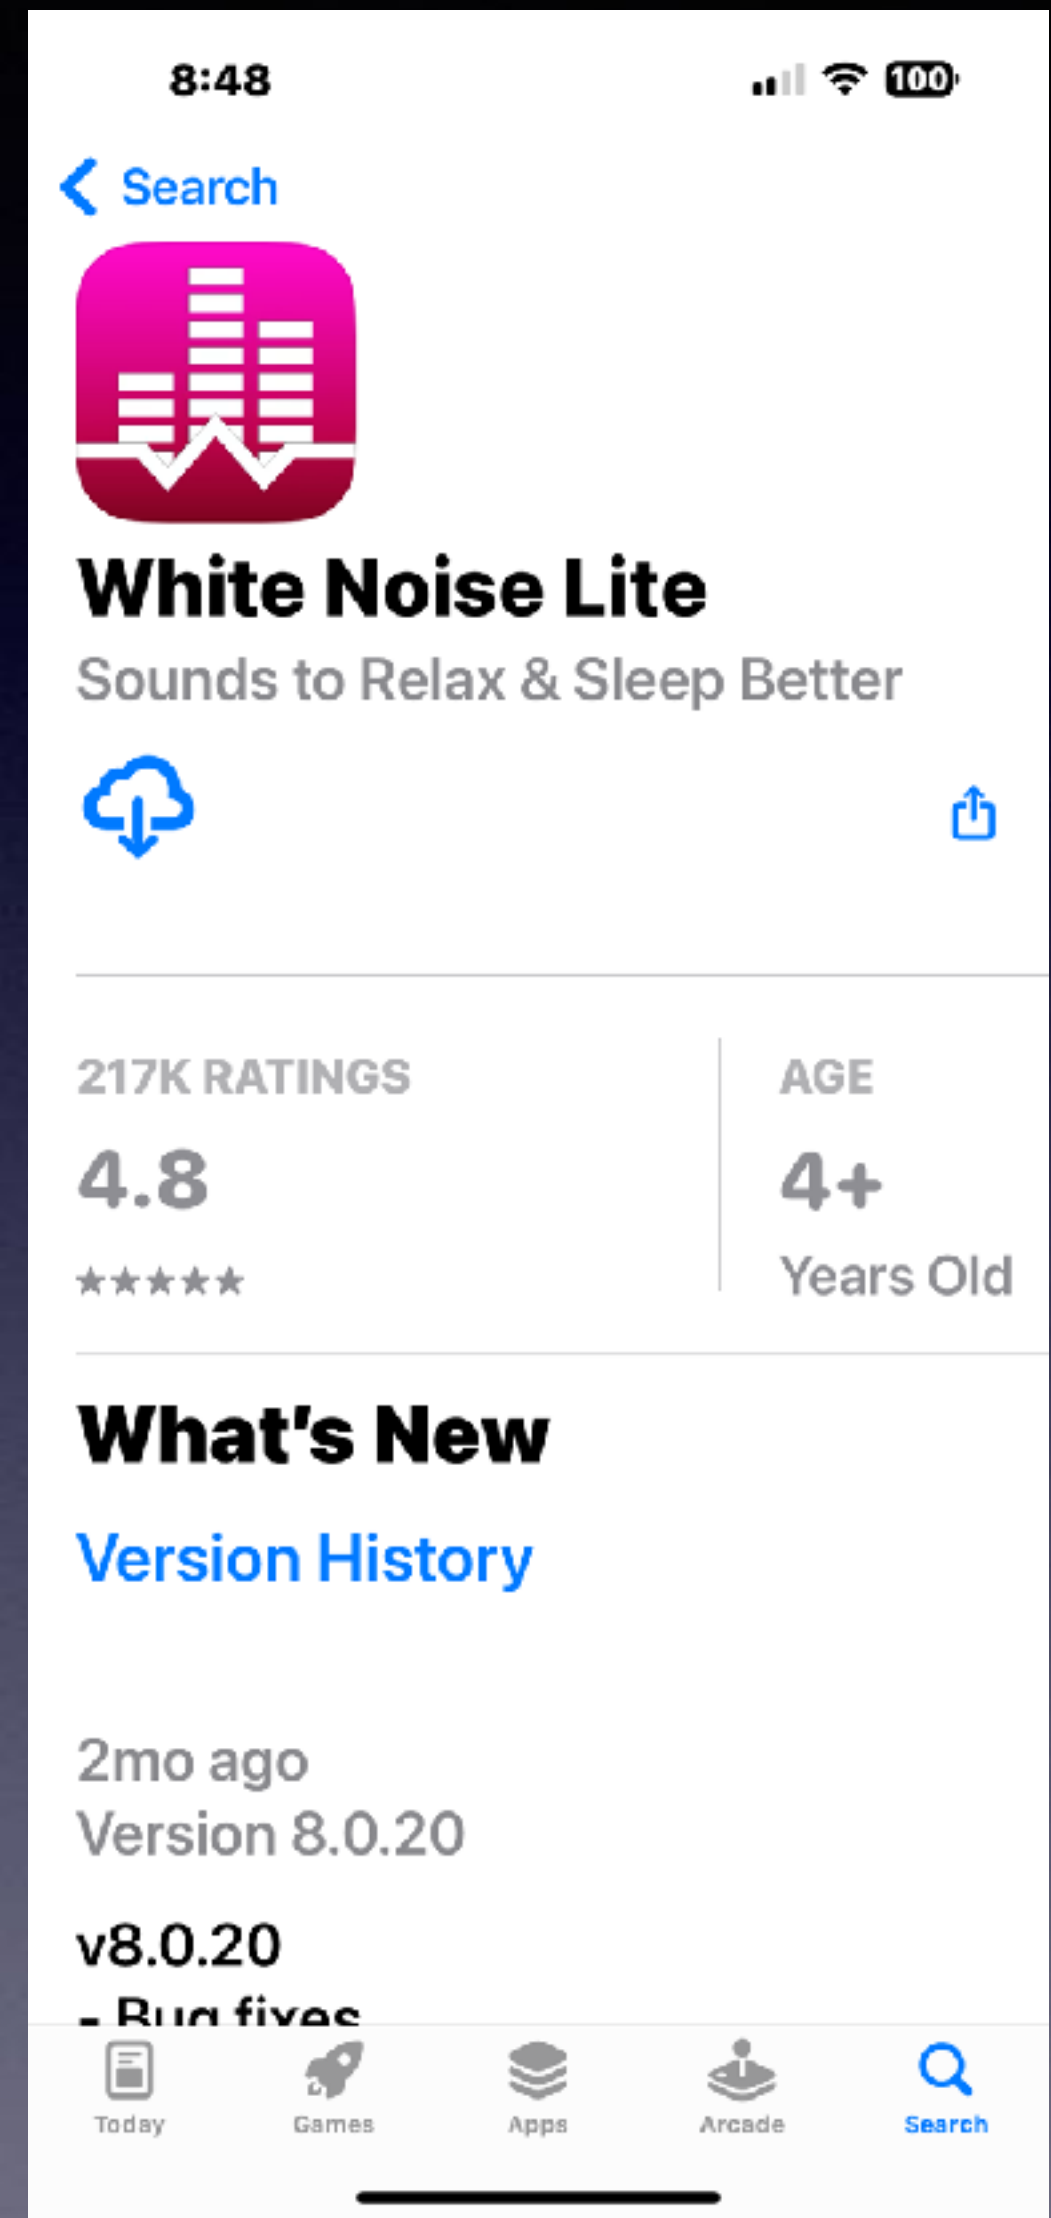 8:48
100
Search
White Noise Lite
Sounds to Relax & Sleep Better
217K RATINGS
4.8
AGE
4+
Years Old
What's New
Version History
2mo ago
Version 8.0.20
v8.0.20
- Bug fixes
Today
Games
Apps
Arcade
Search